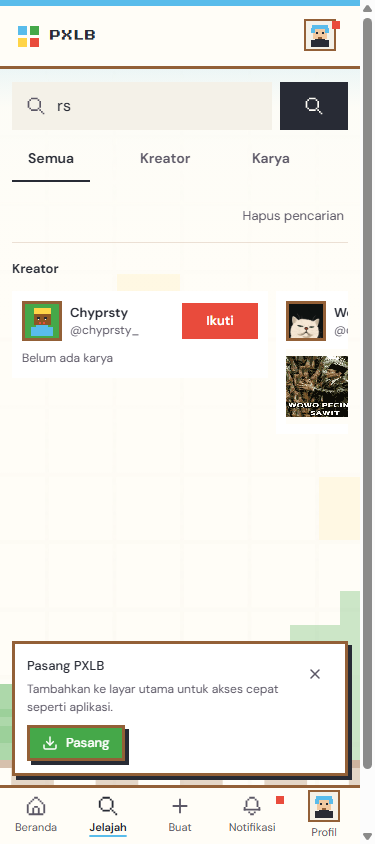 PXLB
rs
Semua
Kreator
Karya
Hapus pencarian
Kreator
Chyprsty
@chyprsty_
Ikuti
Belum ada karya
WOWO PECIN
SAWIT
Pasang PXLB
Tambahkan ke layar utama untuk akses cepat
seperti aplikasi.
Pasang
Beranda
Jelajah
Buat
Notifikasi
Profil